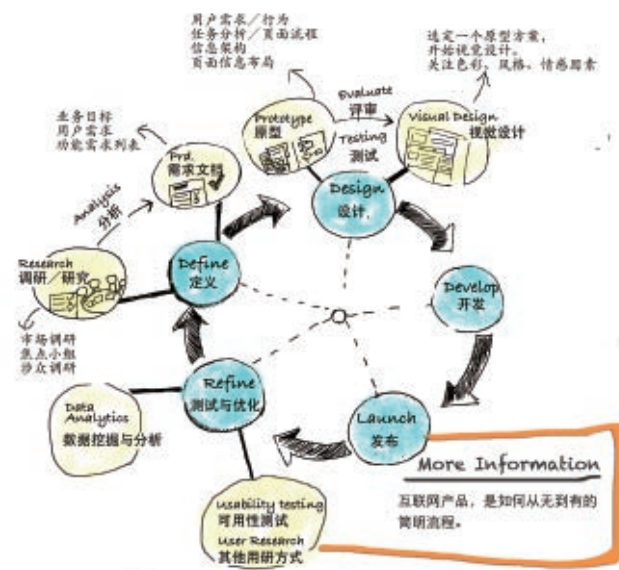 用户需求/行为
任务分析/页面流程
信息架构
页面信息布局
选定一个原型方案,
开始视觉设计。
关注色彩、风格、情感因素
业务目标
用户需求
功能需求列表
Evaluate
评审
Testing
测试
Prototype
原型
Visual Design
视觉设计
Prd.
需求文档
Analysis
分析
Design
设计
Research
调研/研究
Define
定义
Develop
开发
市场调研
焦点小组
涉众调研
Refine
测试与优化
Launch
发布
Data
Analytics
数据挖掘与分析
Usability testing
可用性测试
User Research
其他用研方式
More Information
互联网产品，是如何从无到有的
简明流程。